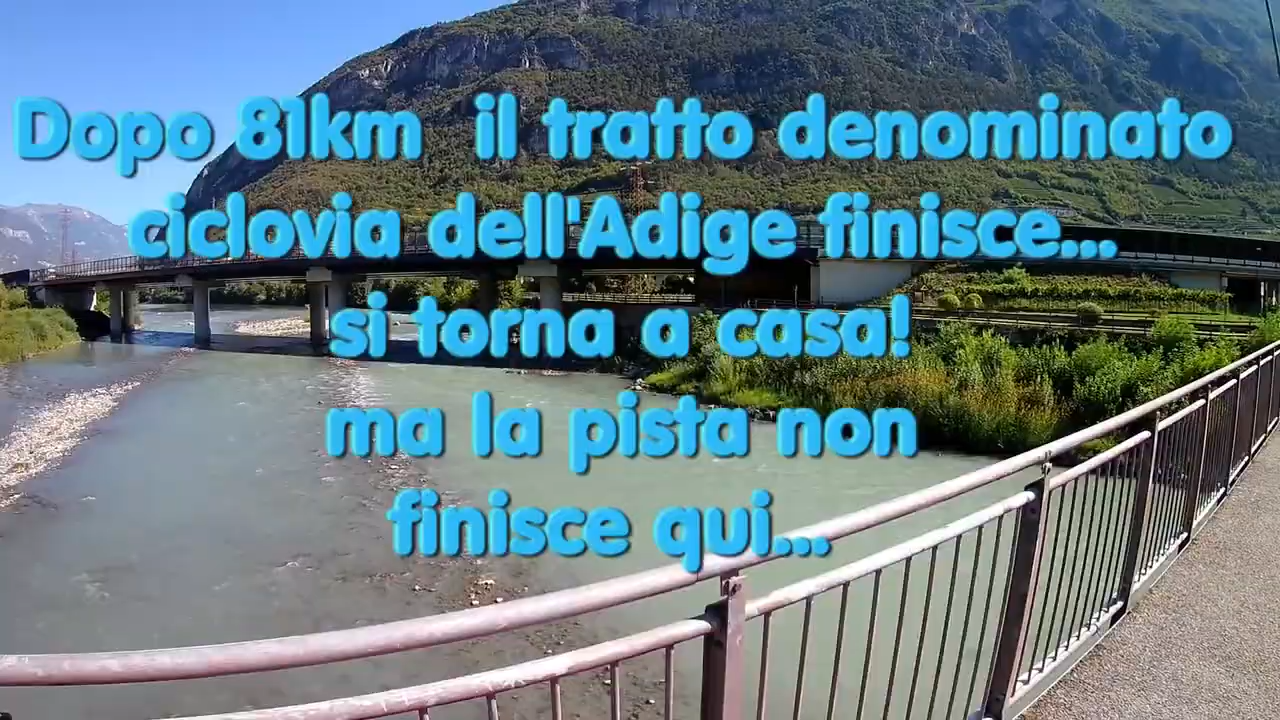 Dopo 81km il tratto denominato
ciclovia dell'Adige finisce...
si torna a casa!
ma la pista non
finisce qui...